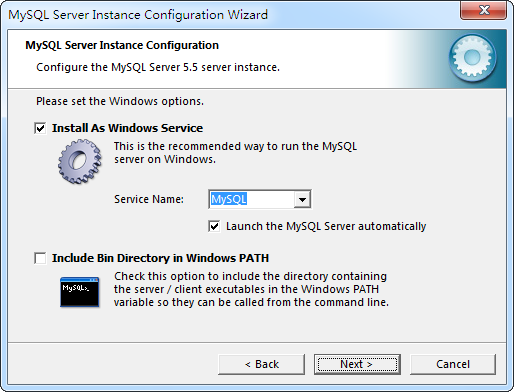 MySQL Server Instance Configuration Wizard
MySQL Server Instance Configuration
Configure the MySQL Server 5.5 server instance.
Please set the Windows options.
Install As Windows Service
This is the recommended way to run the MySQL
server on Windows.
Service Name:
MySQL
Launch the MySQL Server automatically
Include Bin Directory in Windows PATH
MySQL>_
Check this option to include the directory containing
the server / client executables in the Windows PATH
variable so they can be called from the command line.
< Back
Next >
Cancel